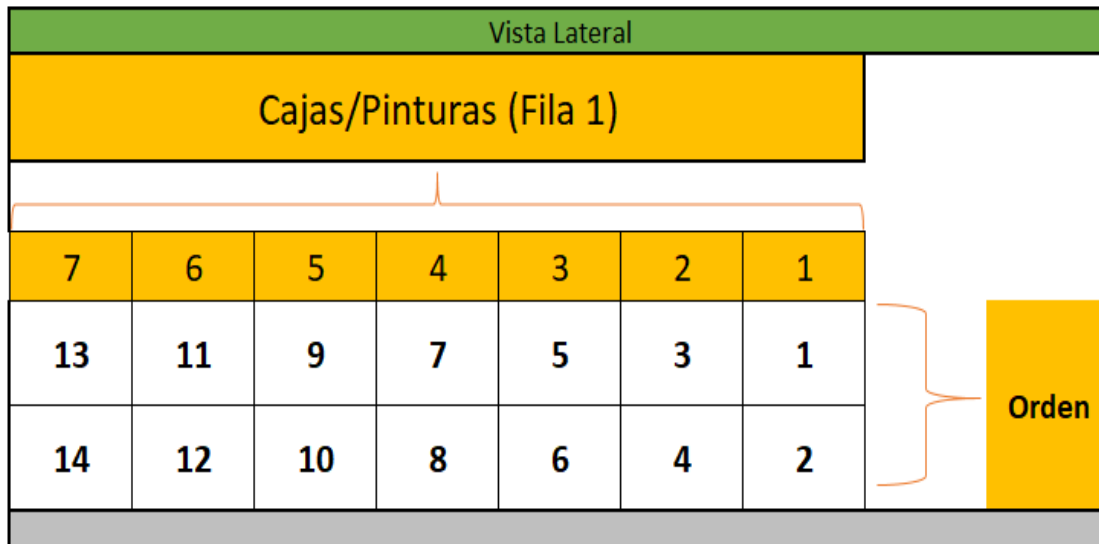 Vista Lateral
Cajas/Pinturas (Fila 1)
7 6 5 4 3 2 1
13 11 9 7 5 3 1
Orden
14 12 10 8 6 4 2